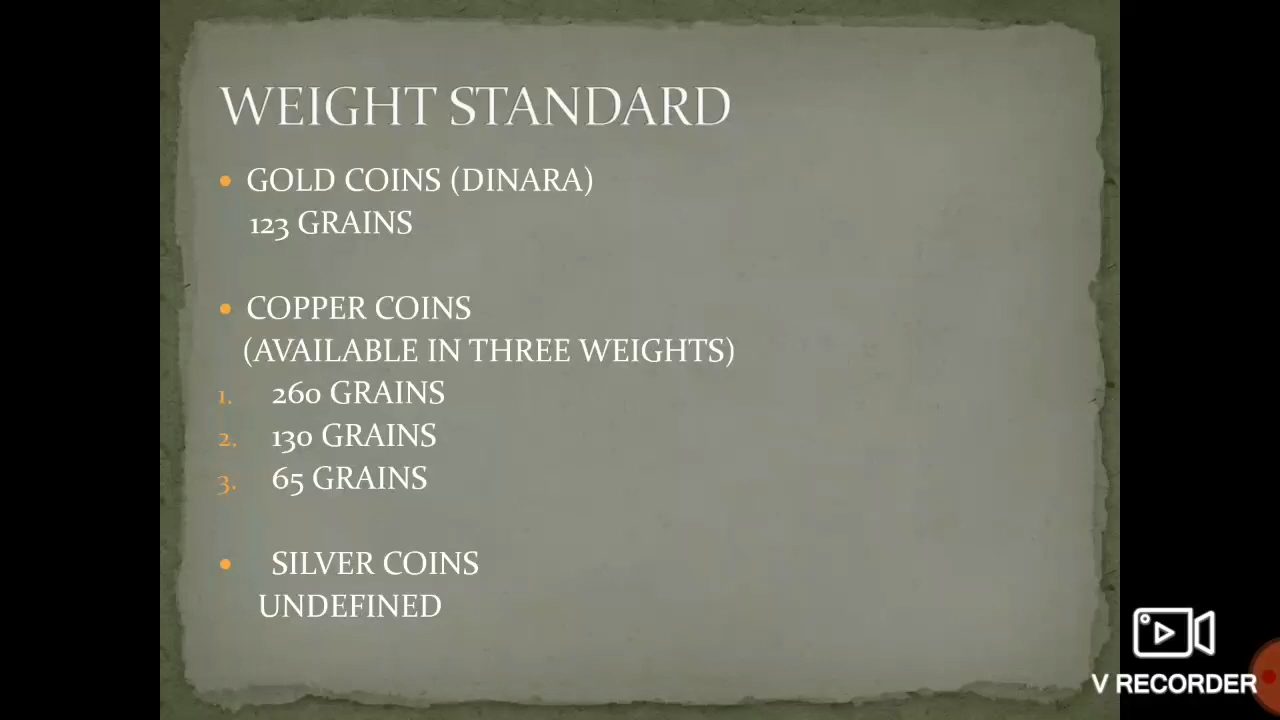 WEIGHT STANDARD
• GOLD COINS (DINARA)
123 GRAINS
• COPPER COINS
(AVAILABLE IN THREE WEIGHTS)
1. 260 GRAINS
2. 130 GRAINS
3. 65 GRAINS
• SILVER COINS
UNDEFINED
V RECORDER